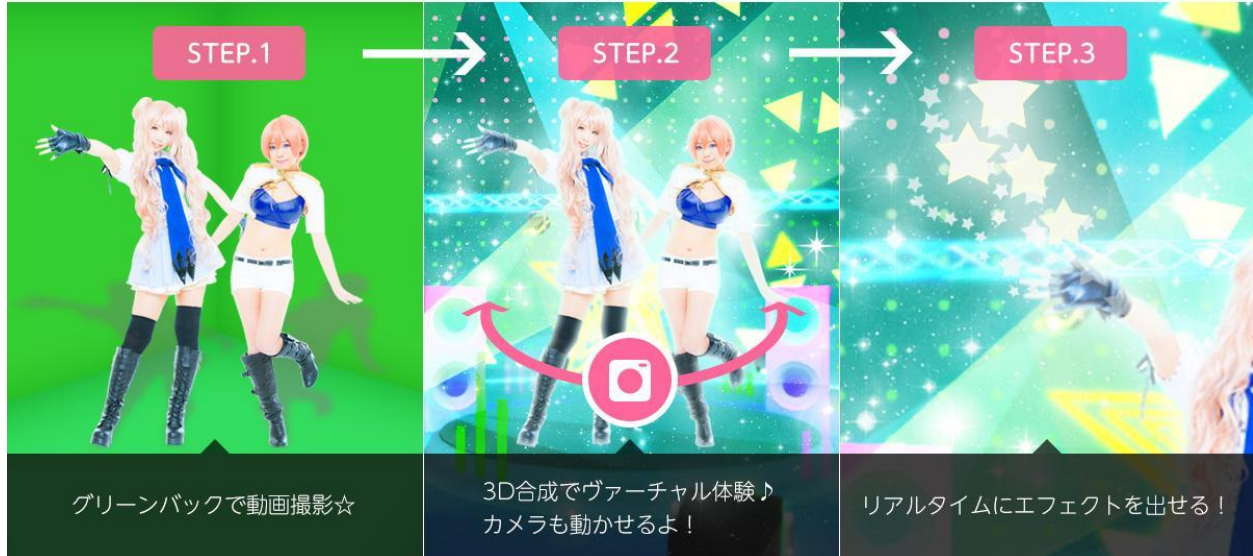 STEP.1
グリーンバックで動画撮影☆
STEP.2
3D合成でヴァーチャル体験♪
カメラも動かせるよ！
STEP.3
リアルタイムにエフェクトを出せる！